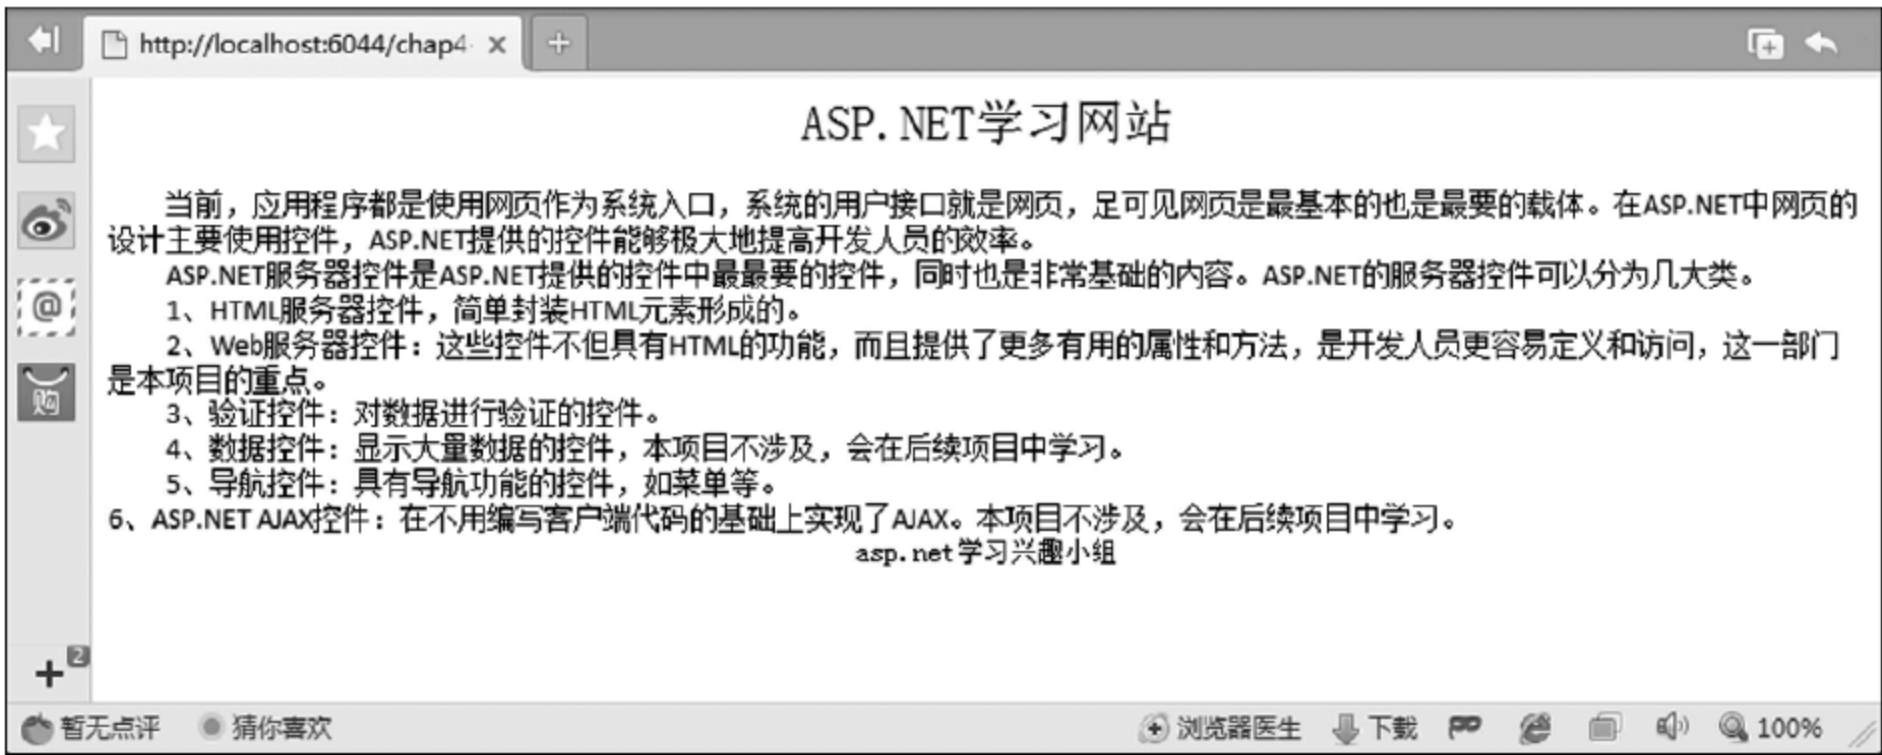 http://localhost:6044/chap4
ASP.NET学习网站
当前，应用程序都是使用网页作为系统入口，系统的用户接口就是网页，足可见网页是最基本的也是最要的载体。在ASP.NET中网页的
设计主要使用控件，ASP.NET提供的控件能够极大地提高开发人员的效率。
ASP.NET服务器控件是ASP.NET提供的控件中最最要的控件，同时也是非常基础的内容。ASP.NET的服务器控件可以分为几大类。
1、HTML服务器控件，简单封装HTML元素形成的。
2、Web服务器控件：这些控件不但具有HTML的功能，而且提供了更多有用的属性和方法，是开发人员更容易定义和访问，这一部门
是本项目的重点。
3、验证控件：对数据进行验证的控件。
4、数据控件：显示大量数据的控件，本项目不涉及，会在后续项目中学习。
5、导航控件：具有导航功能的控件，如菜单等。
6、ASP.NET AJAX控件：在不用编写客户端代码的基础上实现了AJAX。本项目不涉及，会在后续项目中学习。
asp.net学习兴趣小组
@
购
2
暂无点评 猜你喜欢 浏览器医生 下载 100%